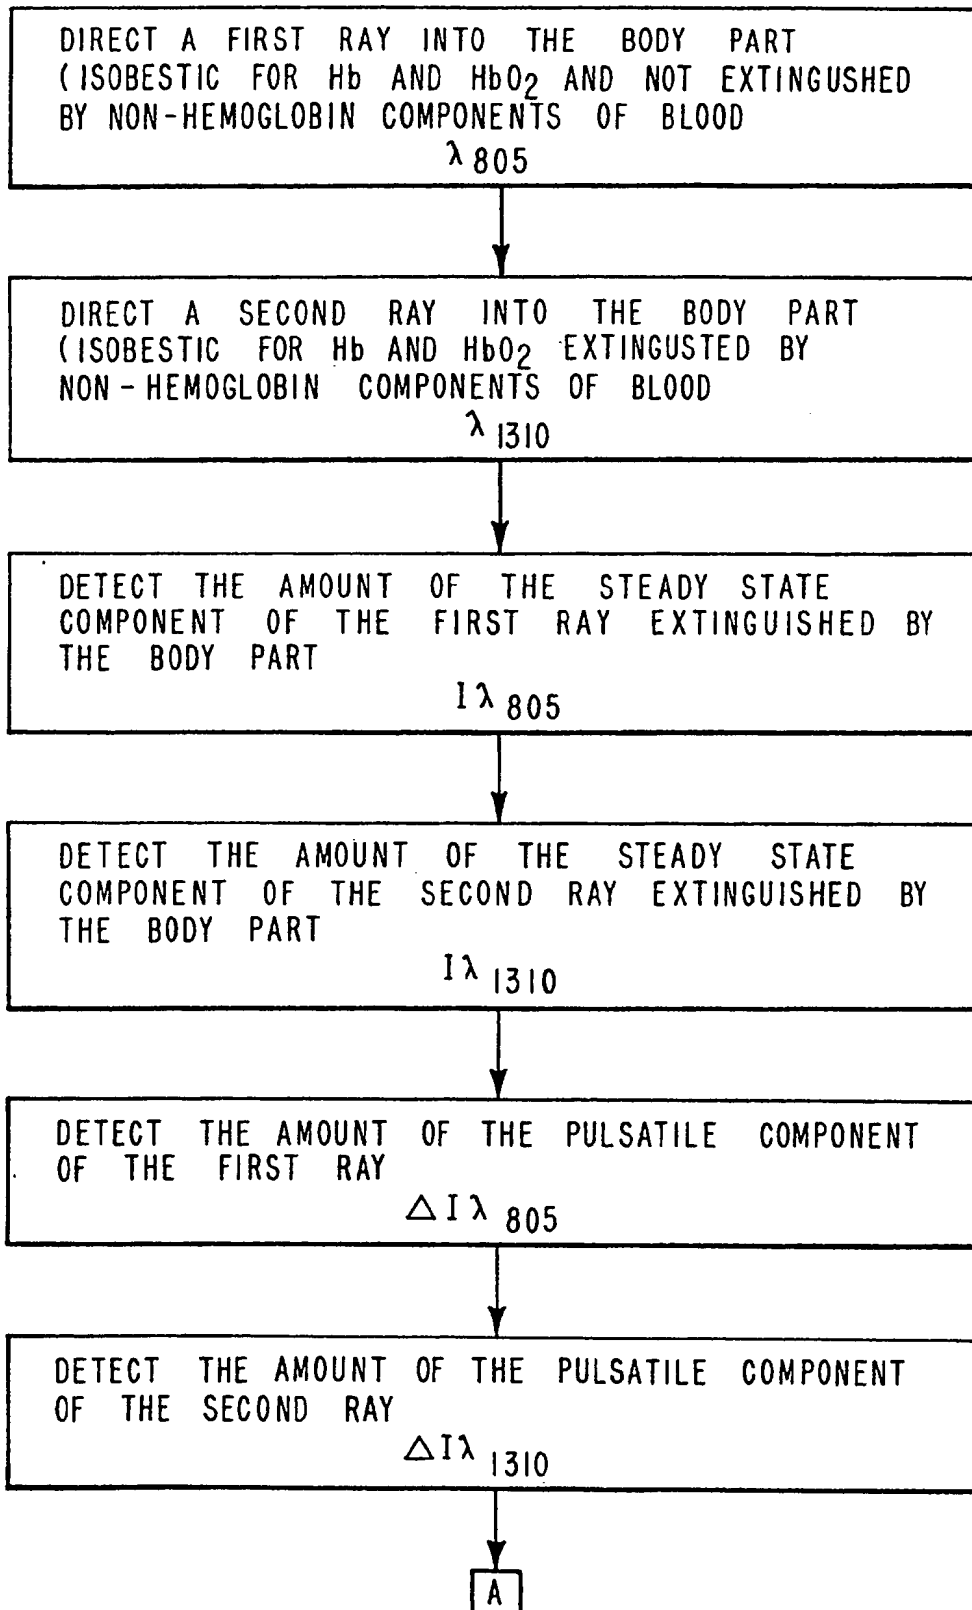 DIRECT A FIRST RAY INTO THE BODY PART
(ISOBESTIC FOR Hb AND HbO2 AND NOT EXTINGUSHED
BY NON-HEMOGLOBIN COMPONENTS OF BLOOD
λ 805
DIRECT A SECOND RAY INTO THE BODY PART
(ISOBESTIC FOR Hb AND HbO2 EXTINGUSTED BY
NON-HEMOGLOBIN COMPONENTS OF BLOOD
λ 1310
DETECT THE AMOUNT OF THE STEADY STATE
COMPONENT OF THE FIRST RAY EXTINGUISHED BY
THE BODY PART
I λ 805
DETECT THE AMOUNT OF THE STEADY STATE
COMPONENT OF THE SECOND RAY EXTINGUISHED BY
THE BODY PART
I λ 1310
DETECT THE AMOUNT OF THE PULSATILE COMPONENT
OF THE FIRST RAY
△ I λ 805
DETECT THE AMOUNT OF THE PULSATILE COMPONENT
OF THE SECOND RAY
△ I λ 1310
A